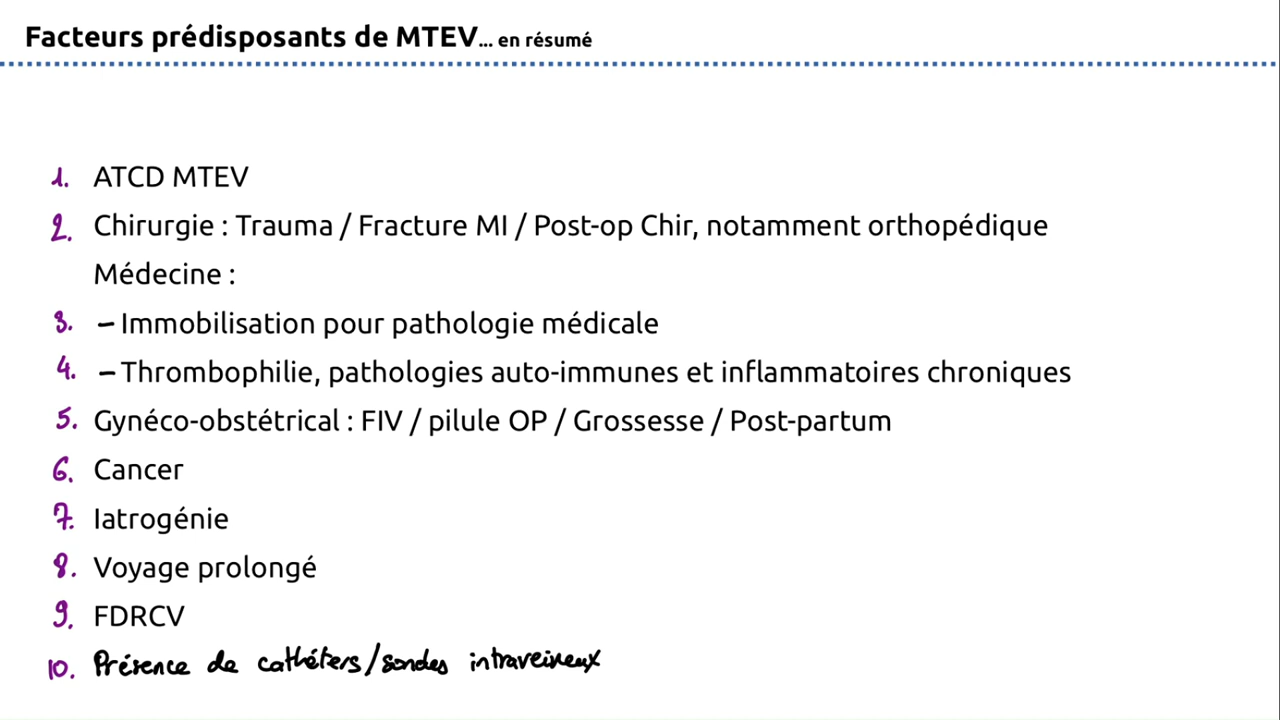 Facteurs prédisposants de MTEV... en résumé
1. ATCD MTEV
2. Chirurgie : Trauma / Fracture MI / Post-op Chir, notamment orthopédique
Médecine :
3. – Immobilisation pour pathologie médicale
4. – Thrombophilie, pathologies auto-immunes et inflammatoires chroniques
5. Gynéco-obstétrical : FIV / pilule OP / Grossesse / Post-partum
6. Cancer
7. Iatrogénie
8. Voyage prolongé
9. FDRCV
10. Présence de cathéters/sondes intraveineux